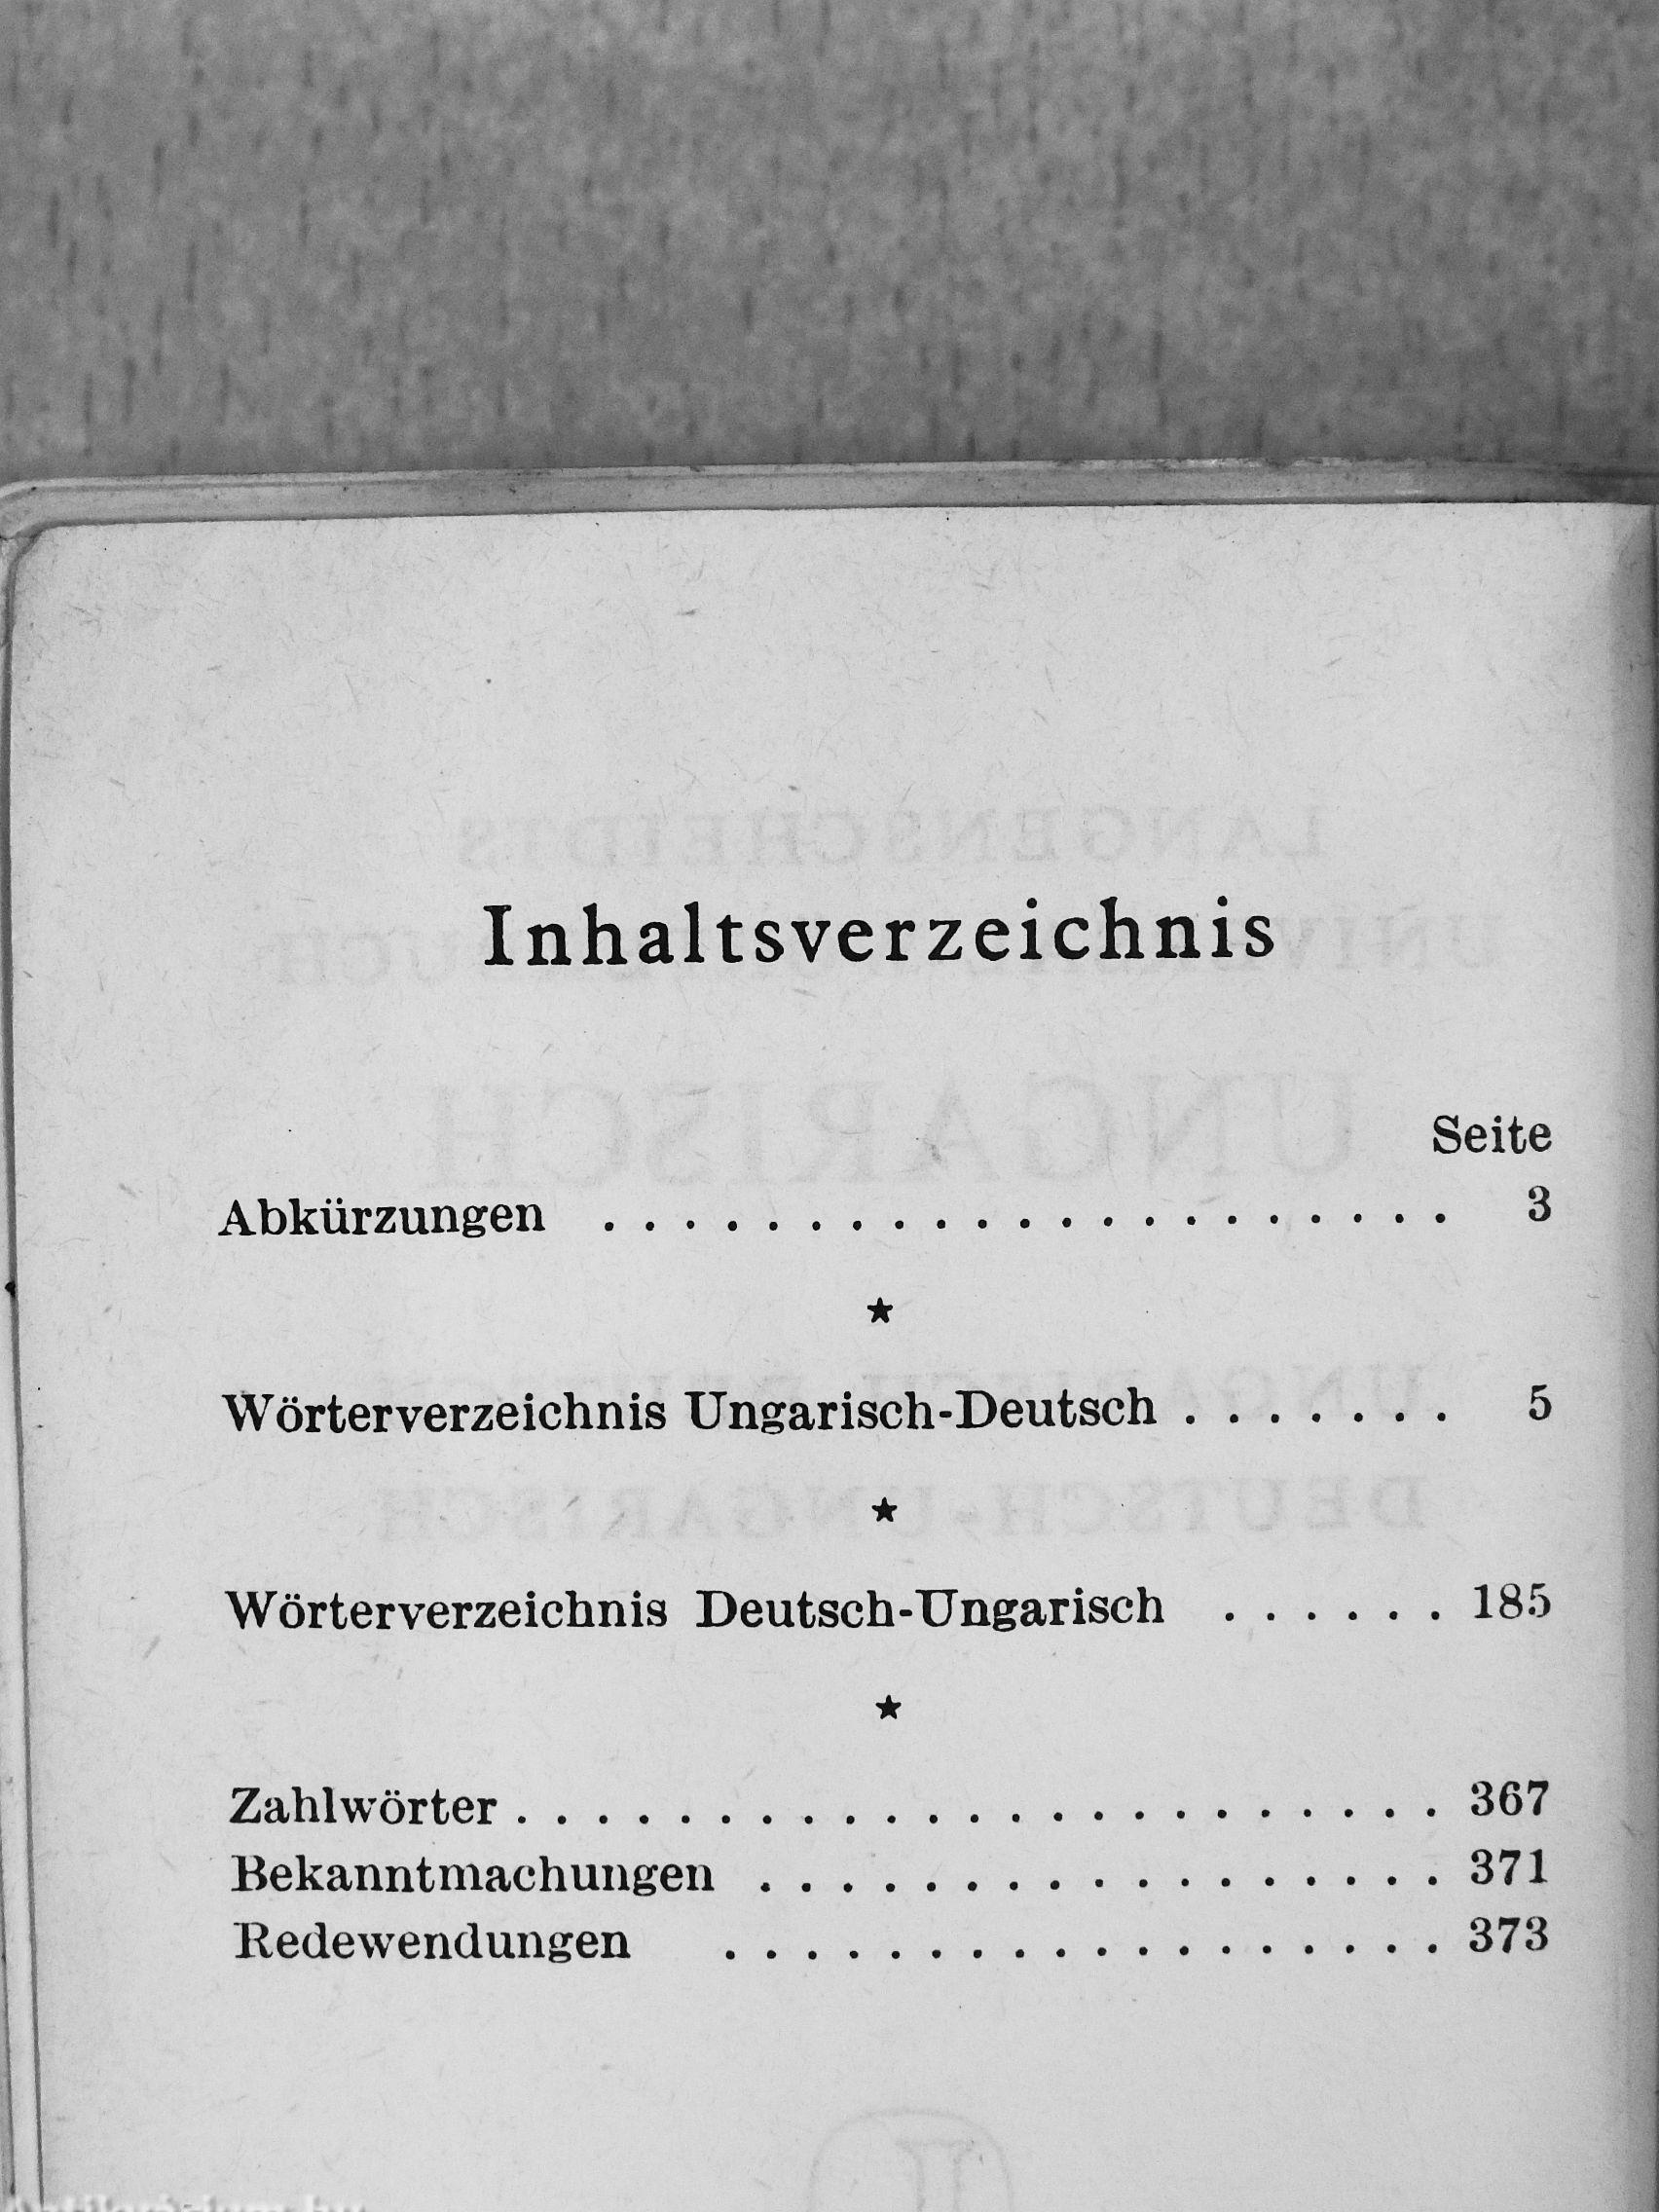 Inhaltsverzeichnis
Seite
Abkürzungen . . . . . . . . . . . . . . . . . . . . . 3
★
Wörterverzeichnis Ungarisch-Deutsch . . . . . . . 5
★
Wörterverzeichnis Deutsch-Ungarisch . . . . . . 185
★
Zahlwörter . . . . . . . . . . . . . . . . . . . . . . . 367
Bekanntmachungen . . . . . . . . . . . . . . . . . 371
Redewendungen . . . . . . . . . . . . . . . . . . 373